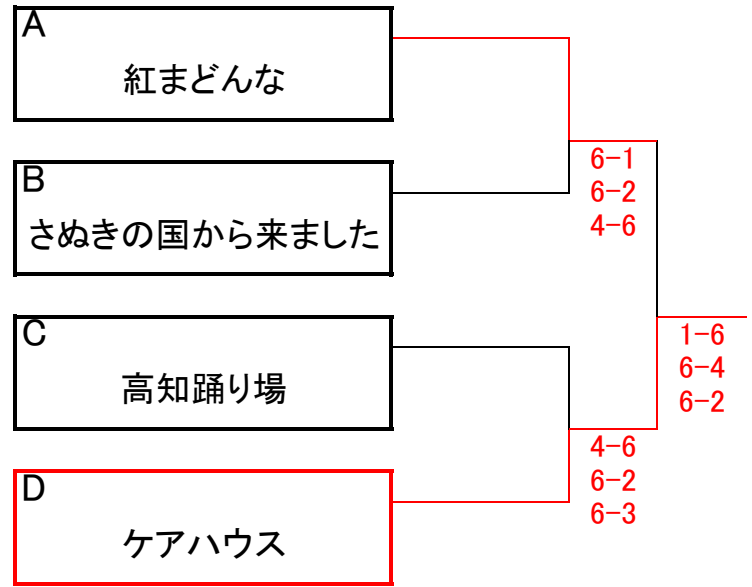 A
紅まどんな
B
さぬきの国から来ました
C
高知踊り場
D
ケアハウス
6-1
6-2
4-6
4-6
6-2
6-3
1-6
6-4
6-2